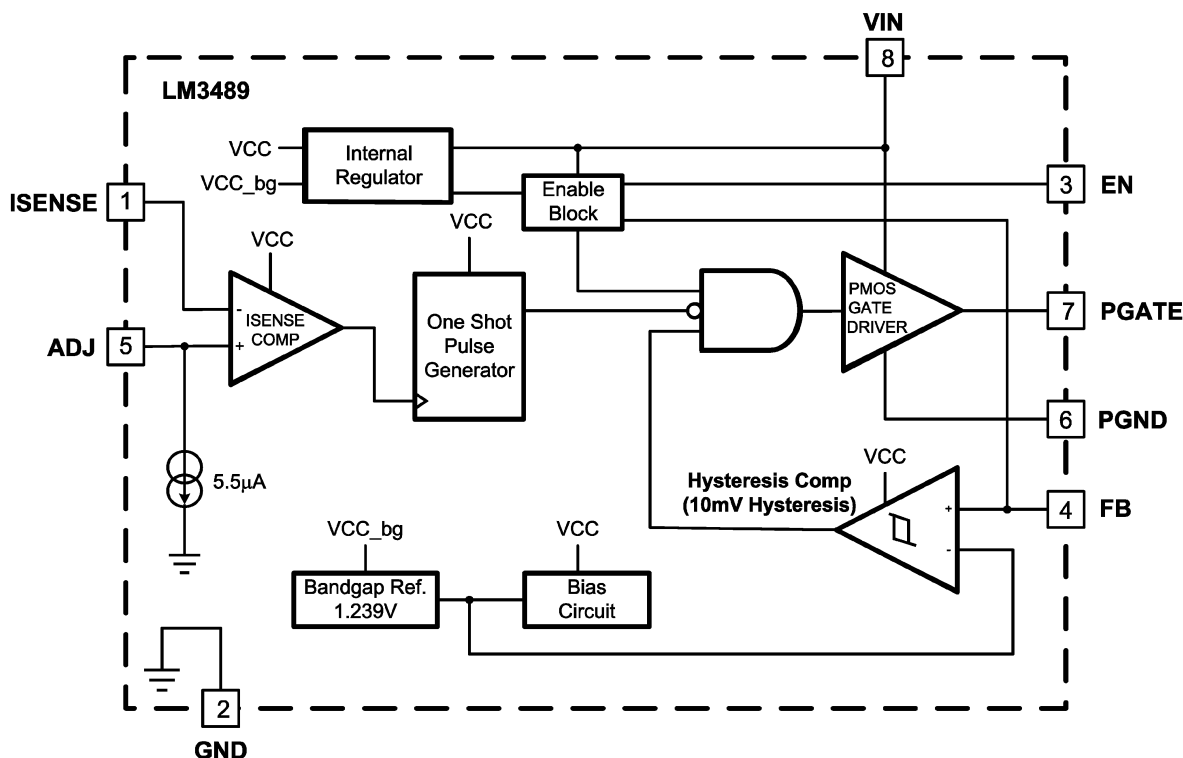 VIN
8
LM3489
VCC
VCC_bg
Internal
Regulator
Enable
Block
3
EN
ISENSE
1
VCC
VCC
-
ISENSE
COMP
+
ADJ
5
One Shot
Pulse
Generator
PMOS
GATE
DRIVER
7
PGATE
6
PGND
5.5µA
Hysteresis Comp
(10mV Hysteresis)
VCC
+
-
4
FB
VCC_bg
Bandgap Ref.
1.239V
VCC
Bias
Circuit
2
GND